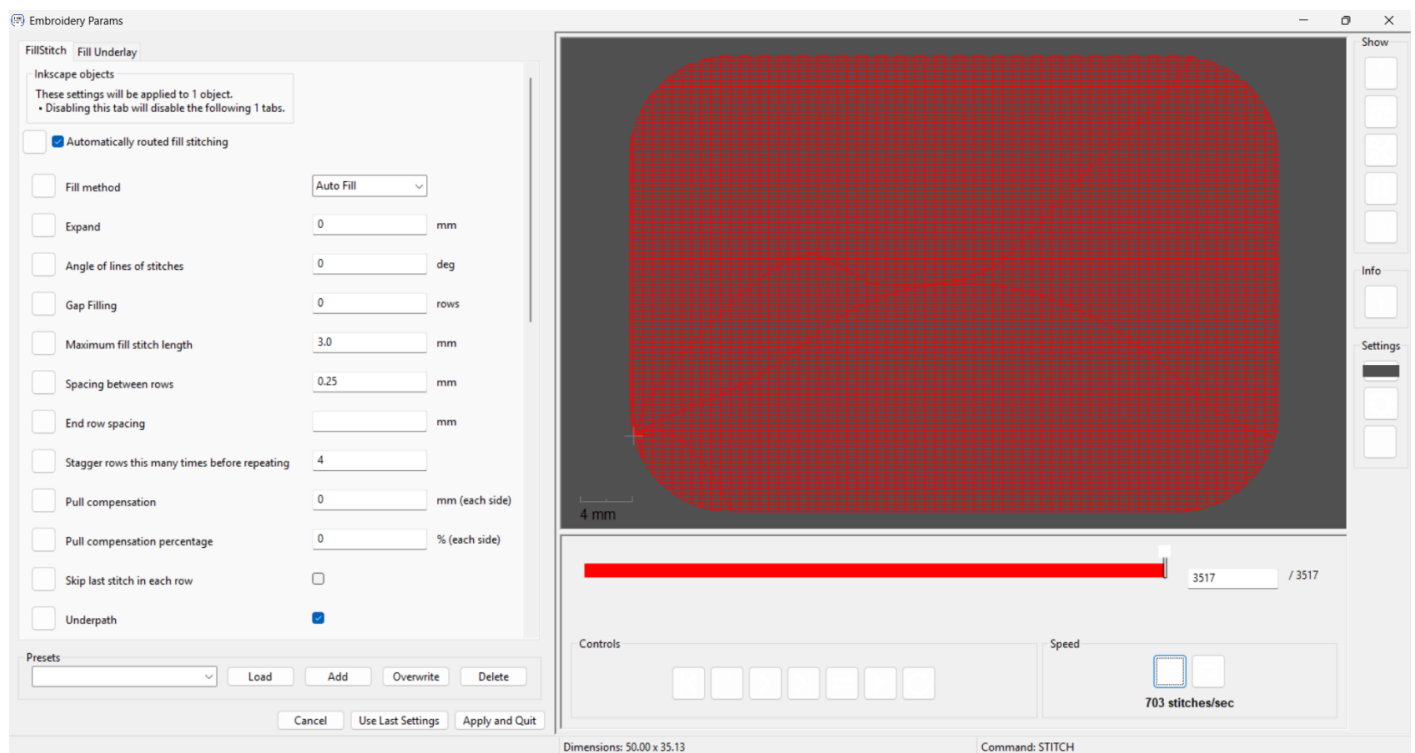 Embroidery Params
FillStitch Fill Underlay
Inkscape objects
These settings will be applied to 1 object.
• Disabling this tab will disable the following 1 tabs.
Automatically routed fill stitching
Fill method Auto Fill
Expand 0 mm
Angle of lines of stitches 0 deg
Gap Filling 0 rows
Maximum fill stitch length 3.0 mm
Spacing between rows 0.25 mm
End row spacing mm
Stagger rows this many times before repeating 4
Pull compensation 0 mm (each side)
Pull compensation percentage 0 % (each side)
Skip last stitch in each row
Underpath
Presets
Load Add Overwrite Delete
Cancel Use Last Settings Apply and Quit
4 mm
3517 / 3517
Controls
Speed
703 stitches/sec
Dimensions: 50.00 x 35.13 Command: STITCH
Show
Info
Settings